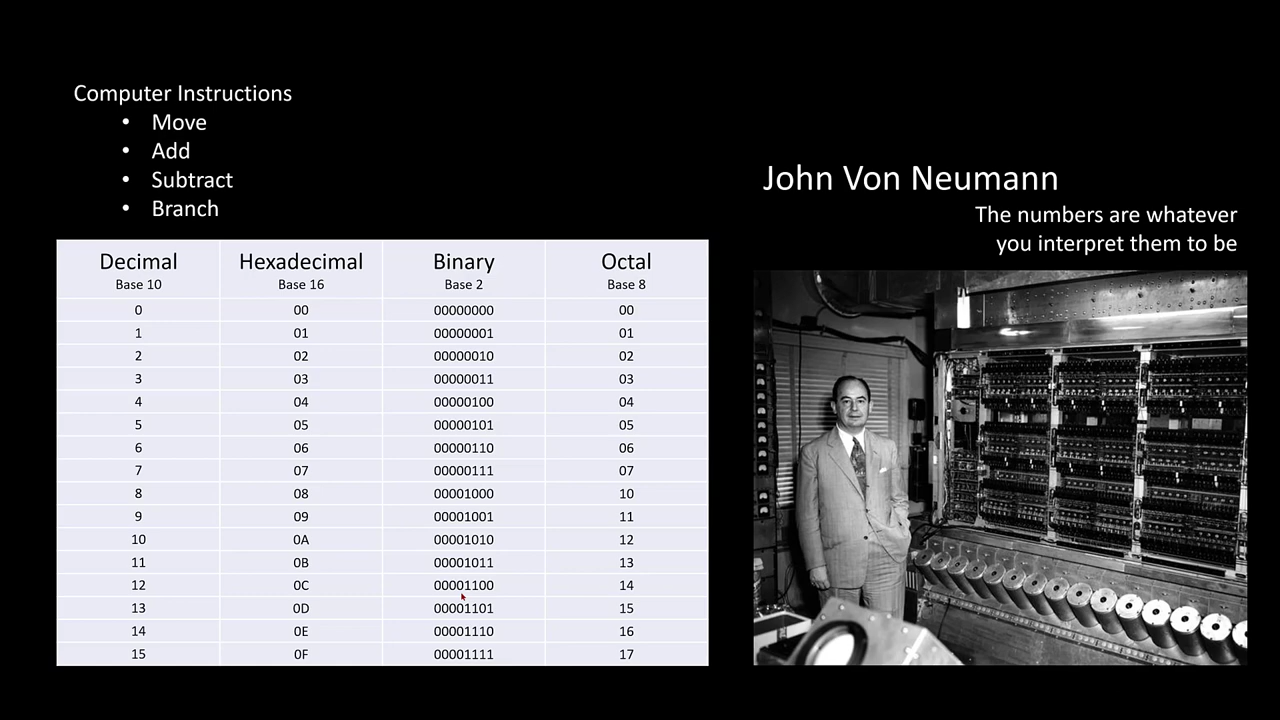 Computer Instructions
• Move
• Add
• Subtract
• Branch
John Von Neumann
The numbers are whatever
you interpret them to be
Decimal Hexadecimal Binary Octal
Base 10 Base 16 Base 2 Base 8
0 00 00000000 00
1 01 00000001 01
2 02 00000010 02
3 03 00000011 03
4 04 00000100 04
5 05 00000101 05
6 06 00000110 06
7 07 00000111 07
8 08 00001000 10
9 09 00001001 11
10 0A 00001010 12
11 0B 00001011 13
12 0C 00001100 14
13 0D 00001101 15
14 0E 00001110 16
15 0F 00001111 17